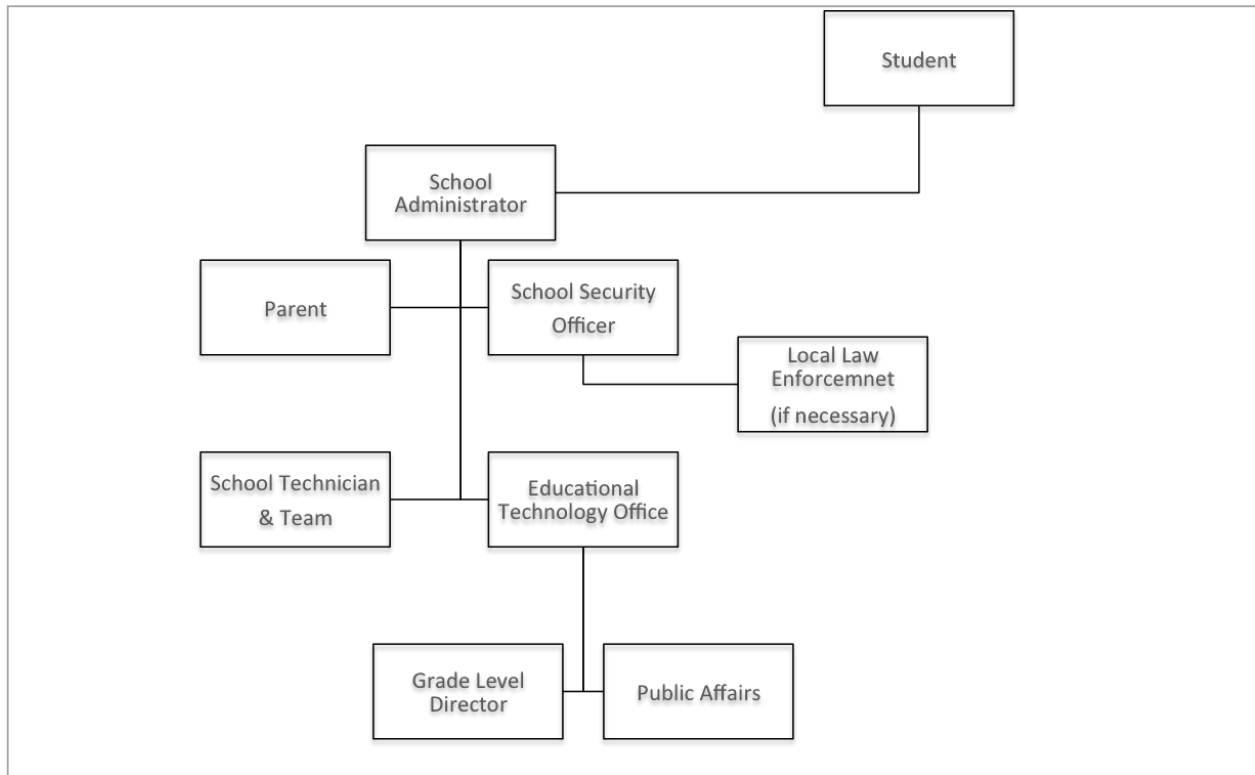 Student
School
Administrator
Parent
School Security
Officer
Local Law
Enforcemnet
(if necessary)
School Technician
& Team
Educational
Technology Office
Grade Level
Director
Public Affairs